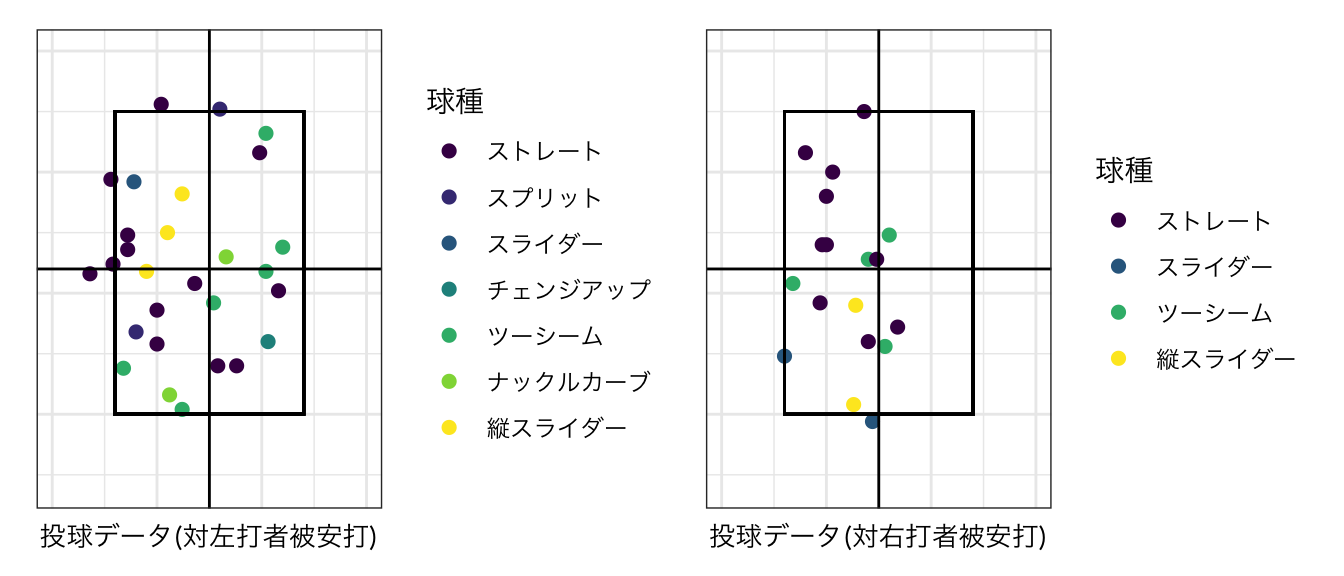 球種
ストレート
スプリット
スライダー
チェンジアップ
ツーシーム
ナックルカーブ
縦スライダー
投球データ(対左打者被安打)
球種
ストレート
スライダー
ツーシーム
縦スライダー
投球データ(対右打者被安打)